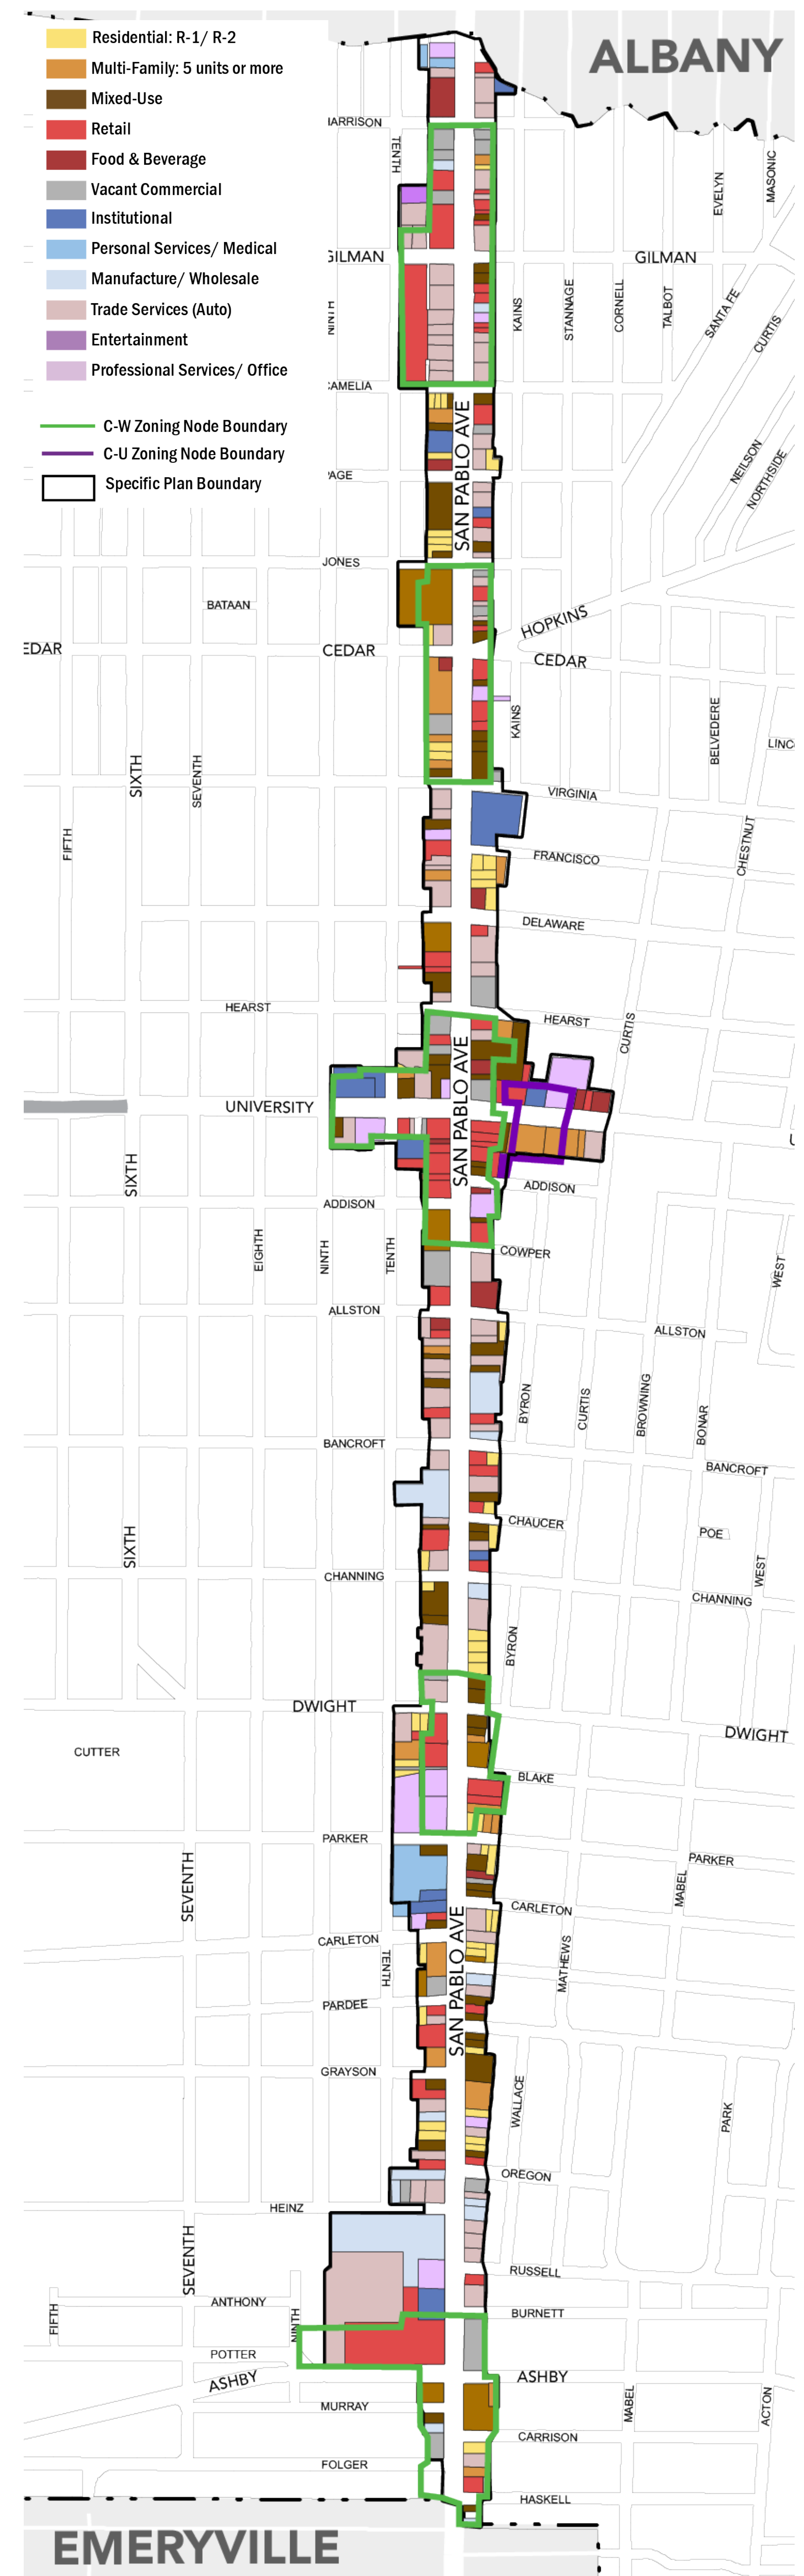 ALBANY
Residential: R-1/ R-2
Multi-Family: 5 units or more
Mixed-Use
Retail
Food & Beverage
Vacant Commercial
Institutional
Personal Services/ Medical
Manufacture/ Wholesale
Trade Services (Auto)
Entertainment
Professional Services/ Office
C-W Zoning Node Boundary
C-U Zoning Node Boundary
Specific Plan Boundary
IARRISON
TENTH
EVELYN
MASONIC
GILMAN
GILMAN
KAINS
STANNAGE
CORNELL
TALBOT
SANTA FE
CURTIS
CAMELIA
SAN PABLO AVE
NEILSON
NORTHSIDE
PAGE
JONES
BATAAN
HOPKINS
EDAR
CEDAR
CEDAR
KAINS
BELVEDERE
LINC
SIXTH
SEVENTH
VIRGINIA
FIFTH
FRANCISCO
CHESTNUT
DELAWARE
HEARST
HEARST
CURTIS
SAN PABLO AVE
UNIVERSITY
SIXTH
ADDISON
ADDISON
EIGHTH
NINTH
TENTH
COWPER
WEST
ALLSTON
ALLSTON
BYRON
CURTIS
BROWNING
BONAR
BANCROFT
BANCROFT
CHAUCER
POE
SIXTH
WEST
CHANNING
CHANNING
BYRON
DWIGHT
DWIGHT
CUTTER
BLAKE
PARKER
PARKER
SEVENTH
MABEL
CARLETON
CARLETON
SAN PABLO AVE
TENTH
MATHEWS
PARDEE
GRAYSON
WALLACE
PARK
OREGON
HEINZ
SEVENTH
RUSSELL
ANTHONY
FIFTH
NINTH
BURNETT
POTTER
ASHBY
ASHBY
MURRAY
MABEL
ACTON
CARRISON
FOLGER
HASKELL
EMERYVILLE